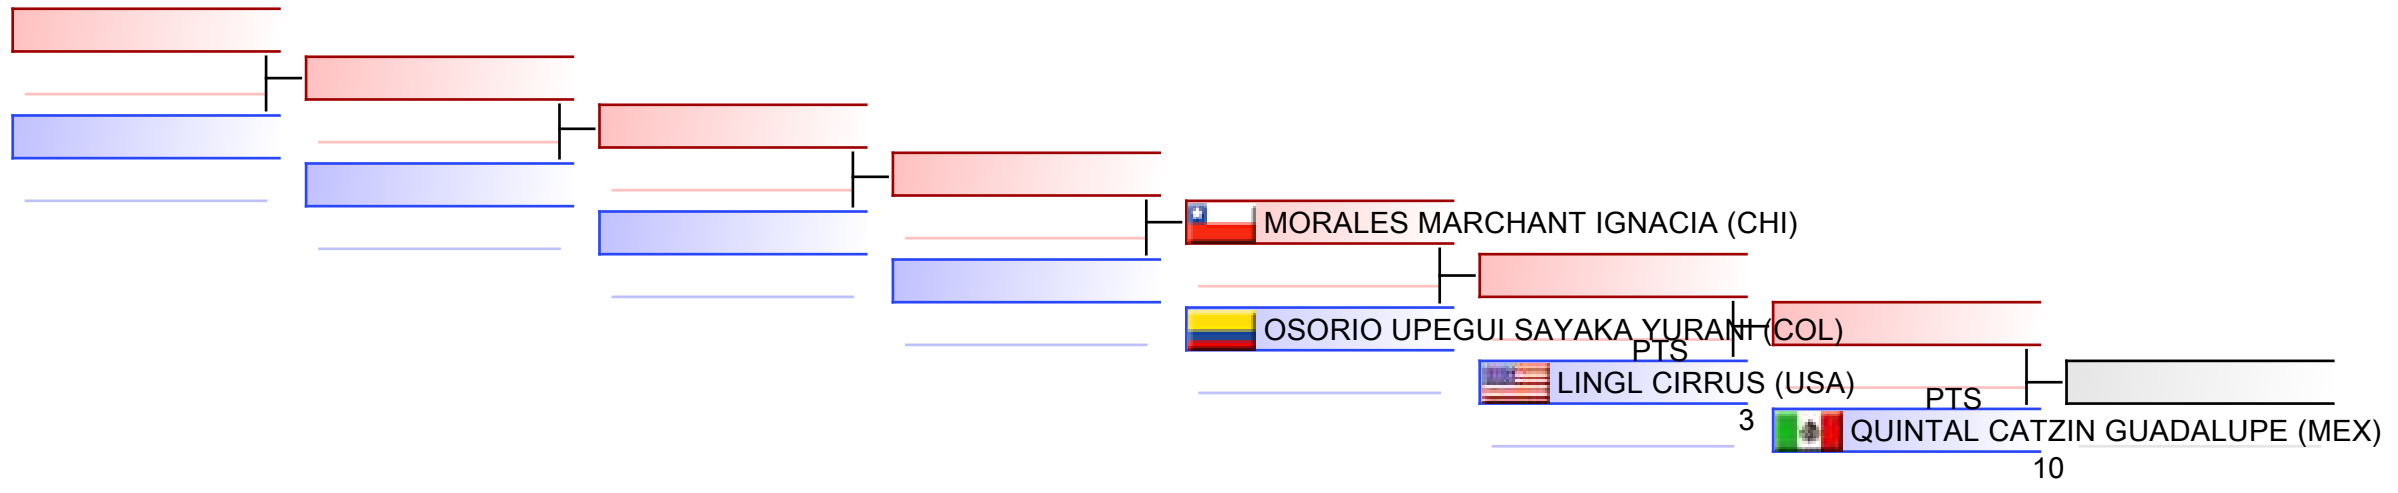 MORALES MARCHANT IGNACIA (CHI)
OSORIO UPEGUI SAYAKA YURANI (COL)
PTS
LINGL CIRRUS (USA)
PTS
3
QUINTAL CATZIN GUADALUPE (MEX)
10